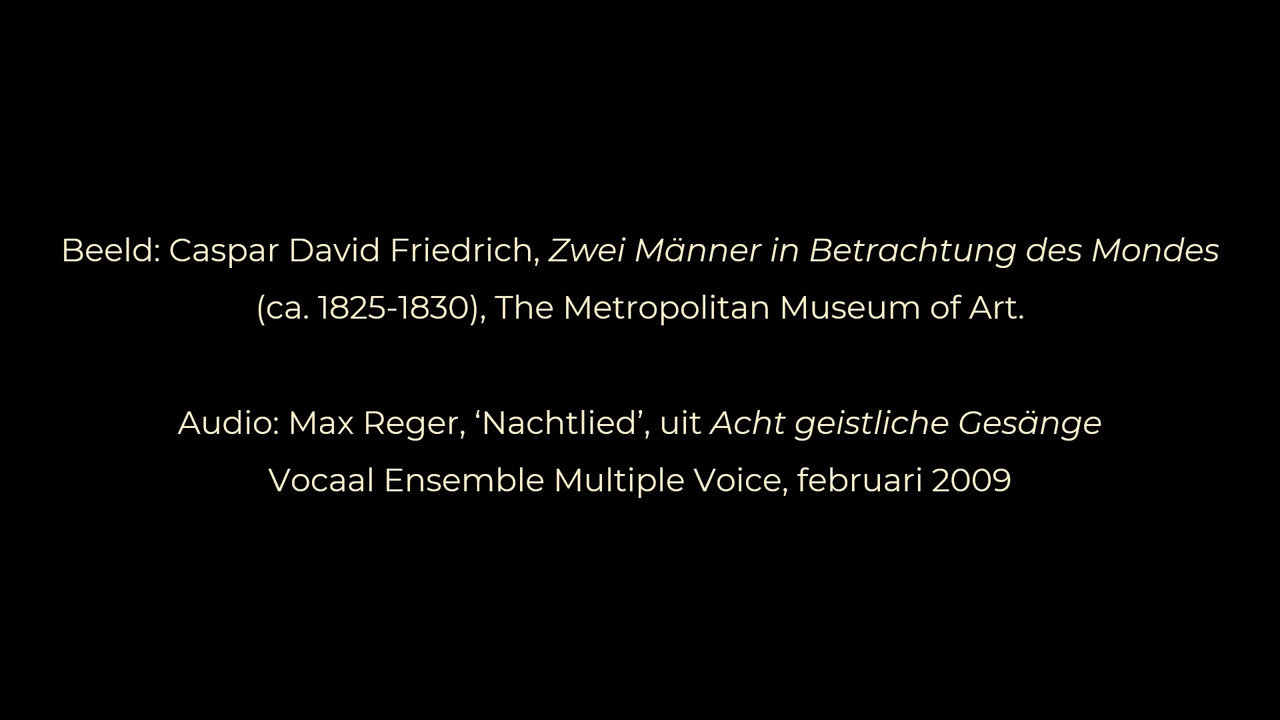 Beeld: Caspar David Friedrich, Zwei Männer in Betrachtung des Mondes
(ca. 1825-1830), The Metropolitan Museum of Art.
Audio: Max Reger, ‘Nachtlied’, uit Acht geistliche Gesänge
Vocaal Ensemble Multiple Voice, februari 2009